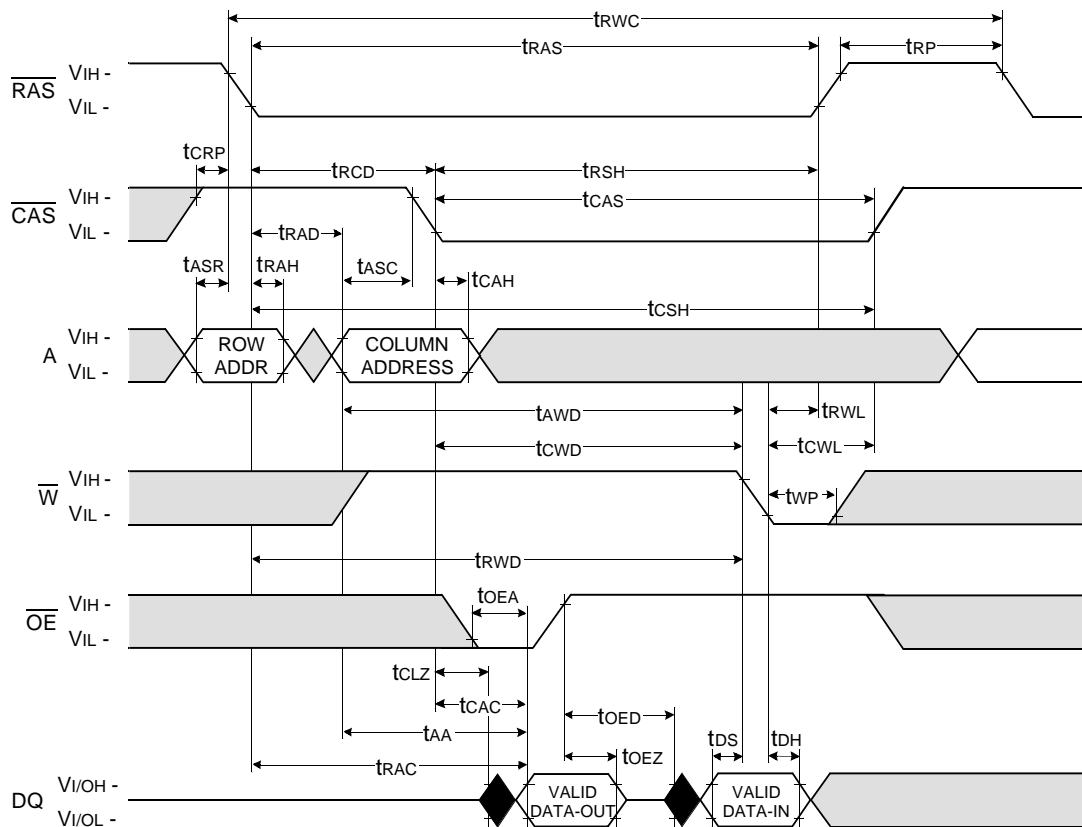 tRWC
tRAS
tRP
RAS
VIH -
VIL -
tCRP
tRCD
tRSH
CAS
VIH -
VIL -
tCAS
tRAD
tASR
tRAH
tASC
tCAH
tCSH
A
VIH -
VIL -
ROW
ADDR
COLUMN
ADDRESS
tAWD
tRWL
tCWD
tCWL
W
VIH -
VIL -
tWP
tRWD
OE
VIH -
VIL -
tOEA
tCLZ
tCAC
tOED
tAA
tOEZ
tDS
tDH
tRAC
DQ
VI/OH -
VI/OL -
VALID
DATA-OUT
VALID
DATA-IN